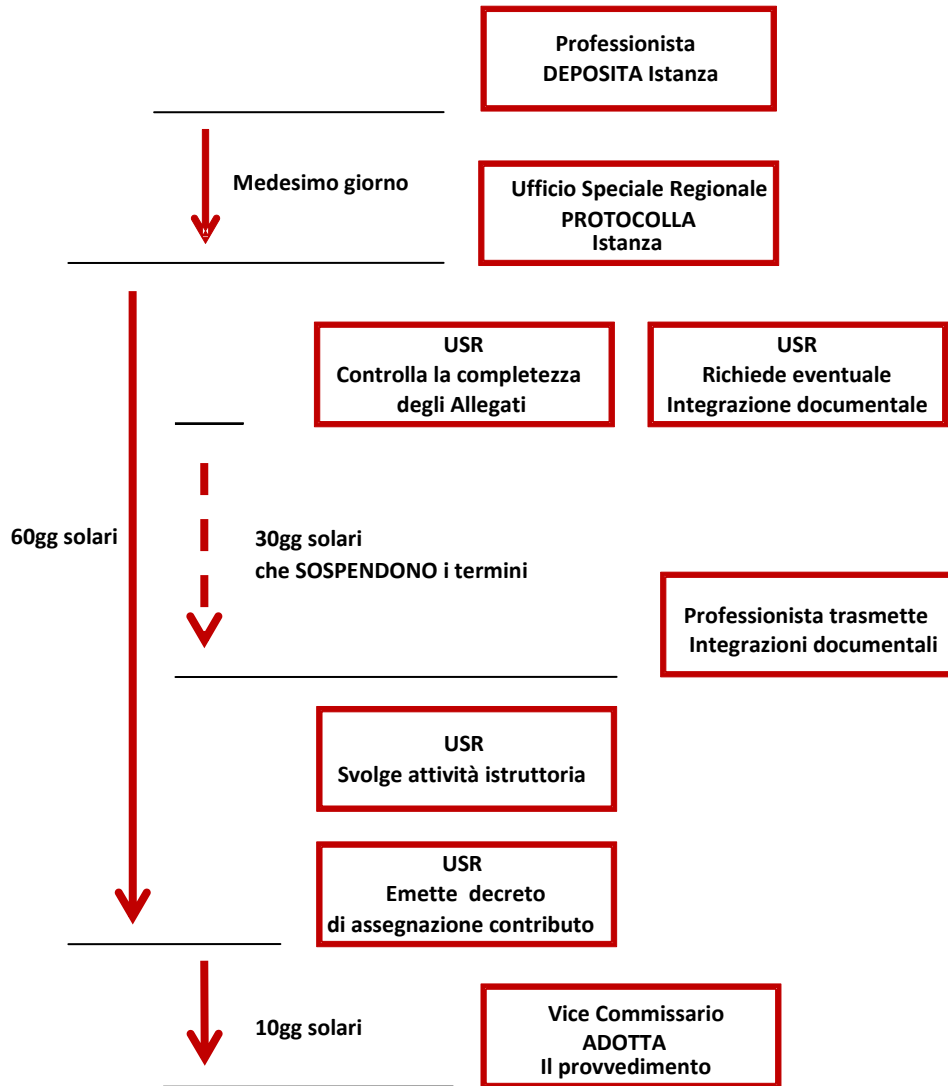 Professionista
DEPOSITA Istanza
Medesimo giorno
Ufficio Speciale Regionale
PROTOCOLLA
Istanza
USR
Controlla la completezza
degli Allegati
USR
Richiede eventuale
Integrazione documentale
60gg solari
30gg solari
che SOSPENDONO i termini
Professionista trasmette
Integrazioni documentali
USR
Svolge attività istruttoria
USR
Emette decreto
di assegnazione contributo
10gg solari
Vice Commissario
ADOTTA
Il provvedimento